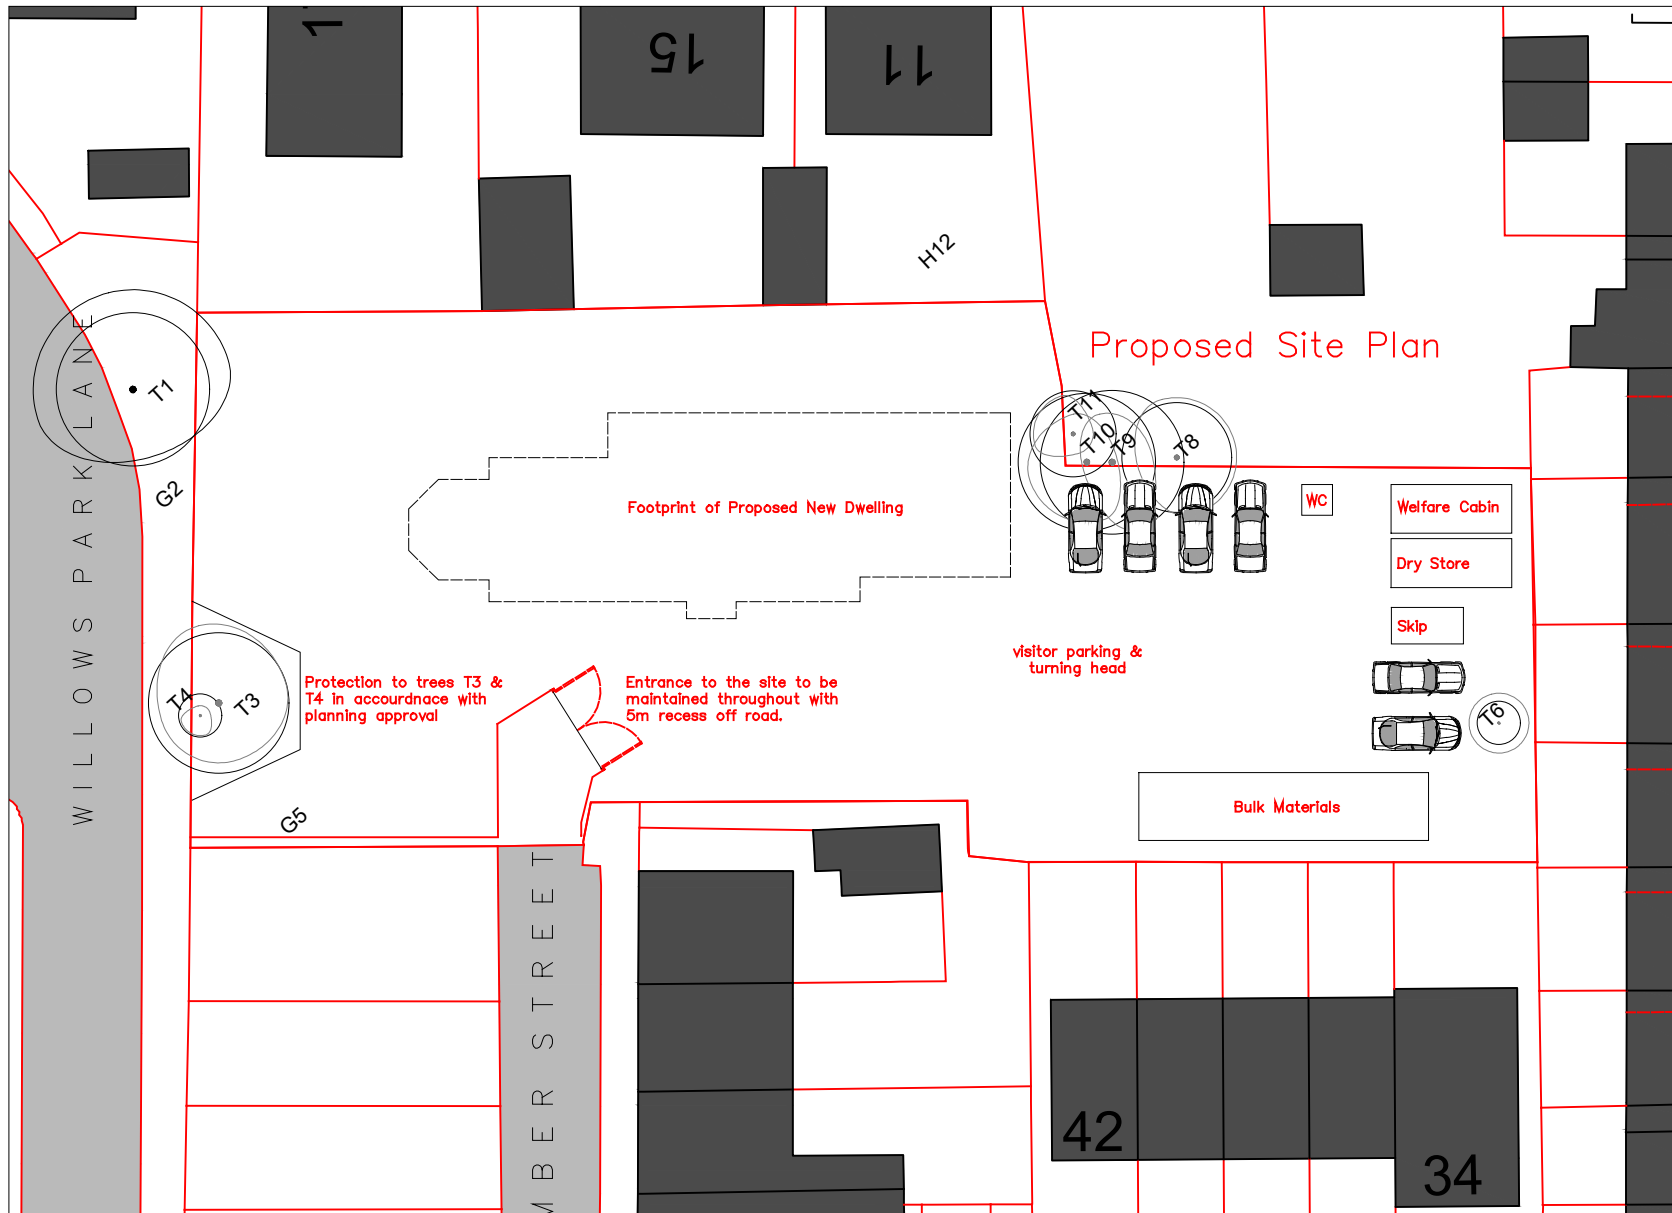 15
11
H12
Proposed Site Plan
WILLOWS PARK LANE
T1
T11
T10
T9
T8
G2
Footprint of Proposed New Dwelling
WC
Welfare Cabin
Dry Store
Skip
visitor parking &
turning head
Protection to trees T3 &
T4 in accourdnace with
planning approval
Entrance to the site to be
maintained throughout with
5m recess off road.
T4
T3
T6
G5
Bulk Materials
MBER STREET
42
34